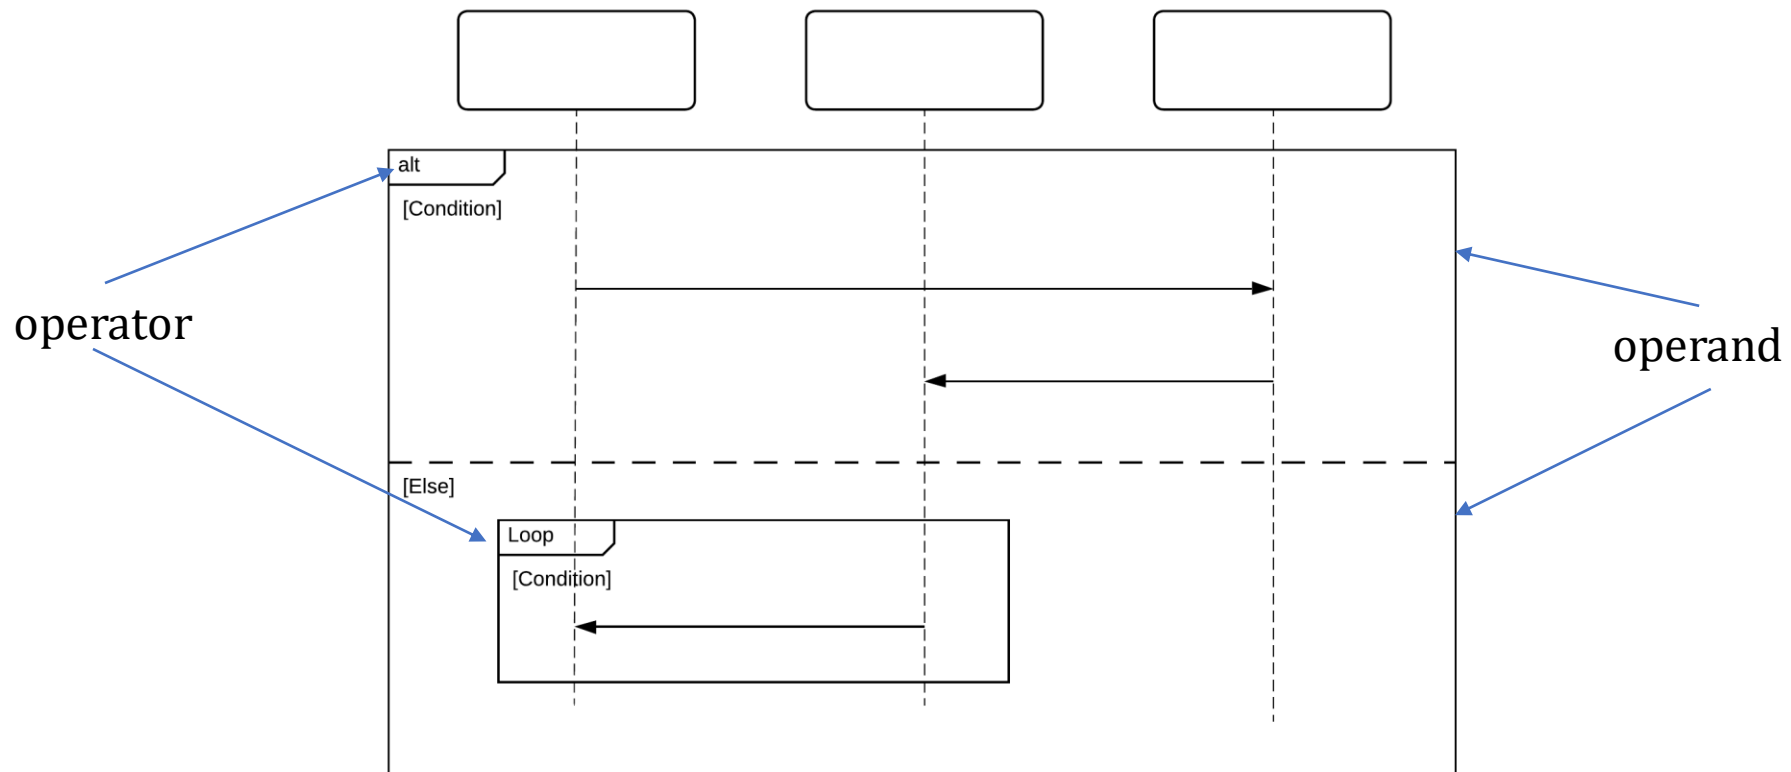 alt
[Condition]
operator
operand
[Else]
Loop
[Condition]